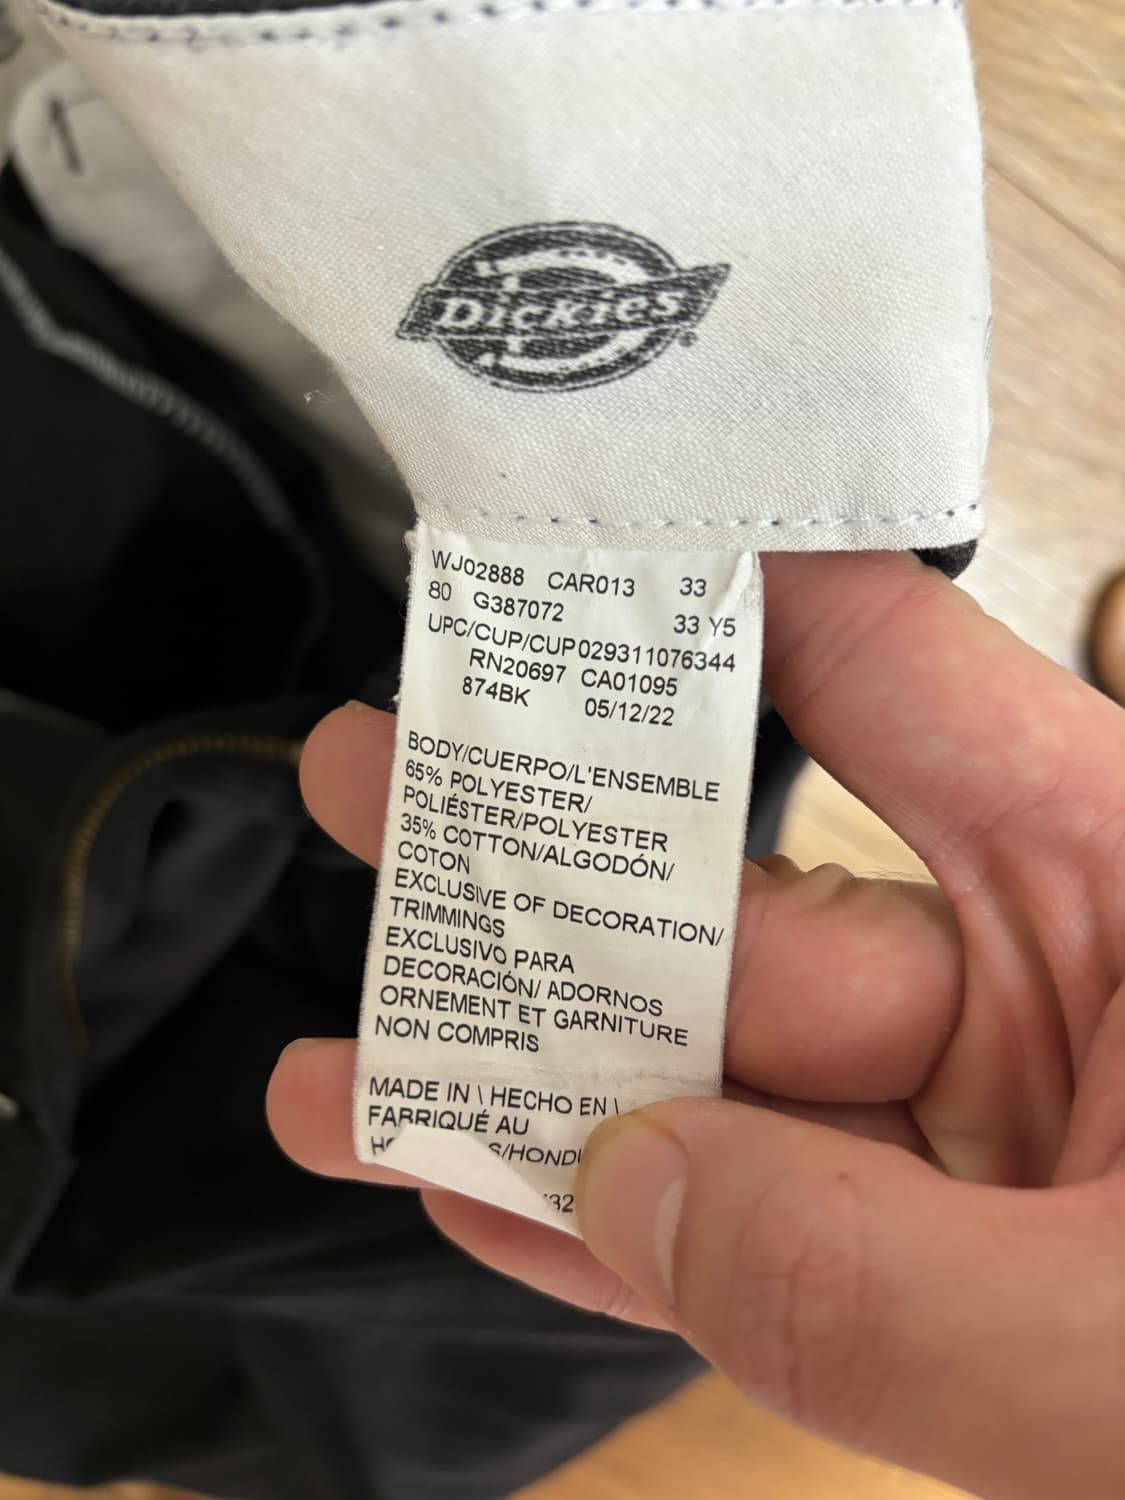 Dickies®
WJ02888 CAR013 33
80 G387072 33 Y5
UPC/CUP/CUP029311076344
RN20697 CA01095
874BK 05/12/22
BODY/CUERPO/L'ENSEMBLE
65% POLYESTER/
POLIÉSTER/POLYESTER
35% COTTON/ALGODÓN/
COTON
EXCLUSIVE OF DECORATION/
TRIMMINGS
EXCLUSIVO PARA
DECORACIÓN/ ADORNOS
ORNEMENT ET GARNITURE
NON COMPRIS
MADE IN \ HECHO EN \
FABRIQUÉ AU